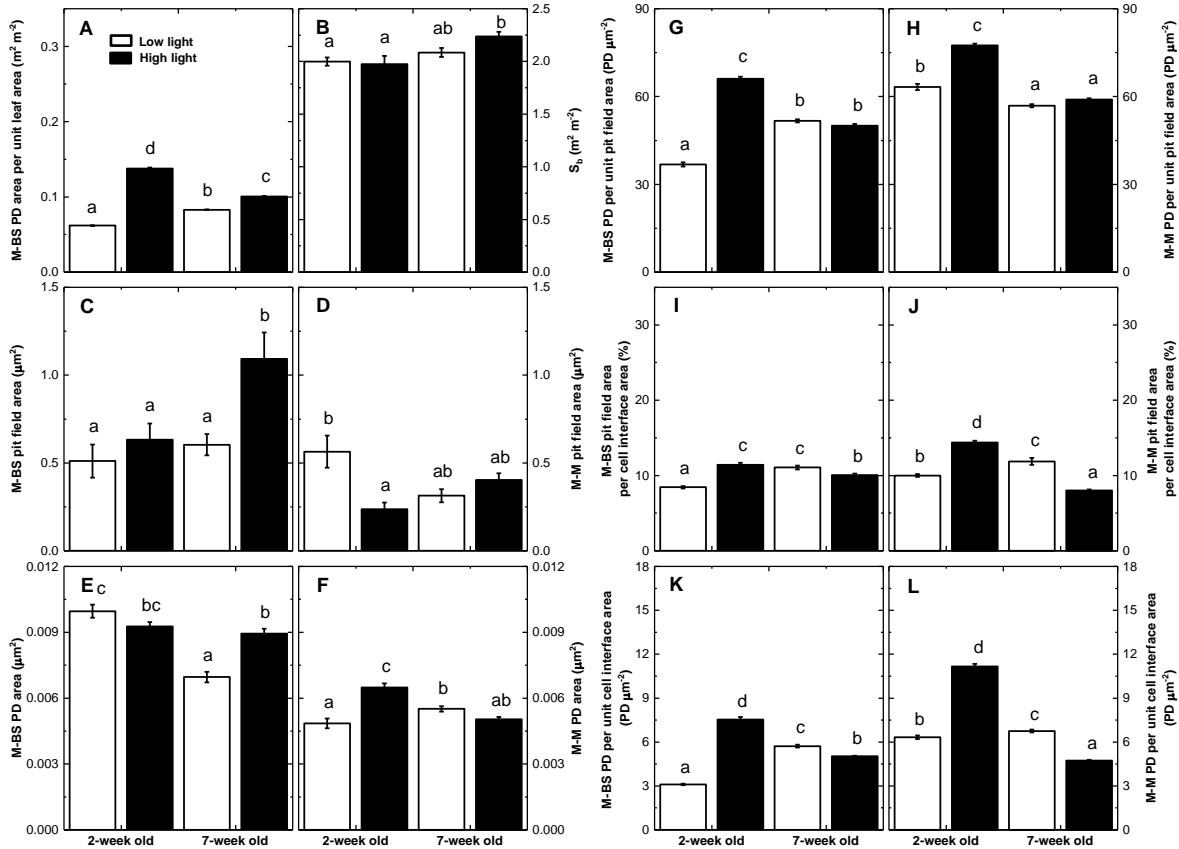 A
Low light
High light
a
d
b
c
M-BS PD area per unit leaf area (m² m⁻²)
0.3
0.2
0.1
0.0
B
a
a
ab
b
2.5
2.0
1.5
1.0
0.5
0.0
S_b (m² m⁻²)
C
a
a
a
b
M-BS pit field area (μm²)
1.5
1.0
0.5
0.0
D
b
a
ab
ab
1.5
1.0
0.5
0.0
M-M pit field area (μm²)
E
c
bc
a
b
M-BS PD area (μm²)
0.012
0.009
0.006
0.003
0.000
2-week old
7-week old
F
a
c
b
ab
0.012
0.009
0.006
0.003
0.000
M-M PD area (μm²)
2-week old
7-week old
G
a
c
b
b
M-BS PD per unit pit field area (PD μm⁻²)
90
60
30
0
H
b
c
a
a
90
60
30
0
M-M PD per unit pit field area (PD μm⁻²)
I
a
c
c
b
M-BS pit field area
per cell interface area (%)
30
20
10
0
J
b
d
c
a
30
20
10
0
M-M pit field area
per cell interface area (%)
K
a
d
c
b
M-BS PD per unit cell interface area
(PD μm⁻²)
18
15
12
9
6
3
0
2-week old
7-week old
L
b
d
c
a
18
15
12
9
6
3
0
M-M PD per unit cell interface area
(PD μm⁻²)
2-week old
7-week old